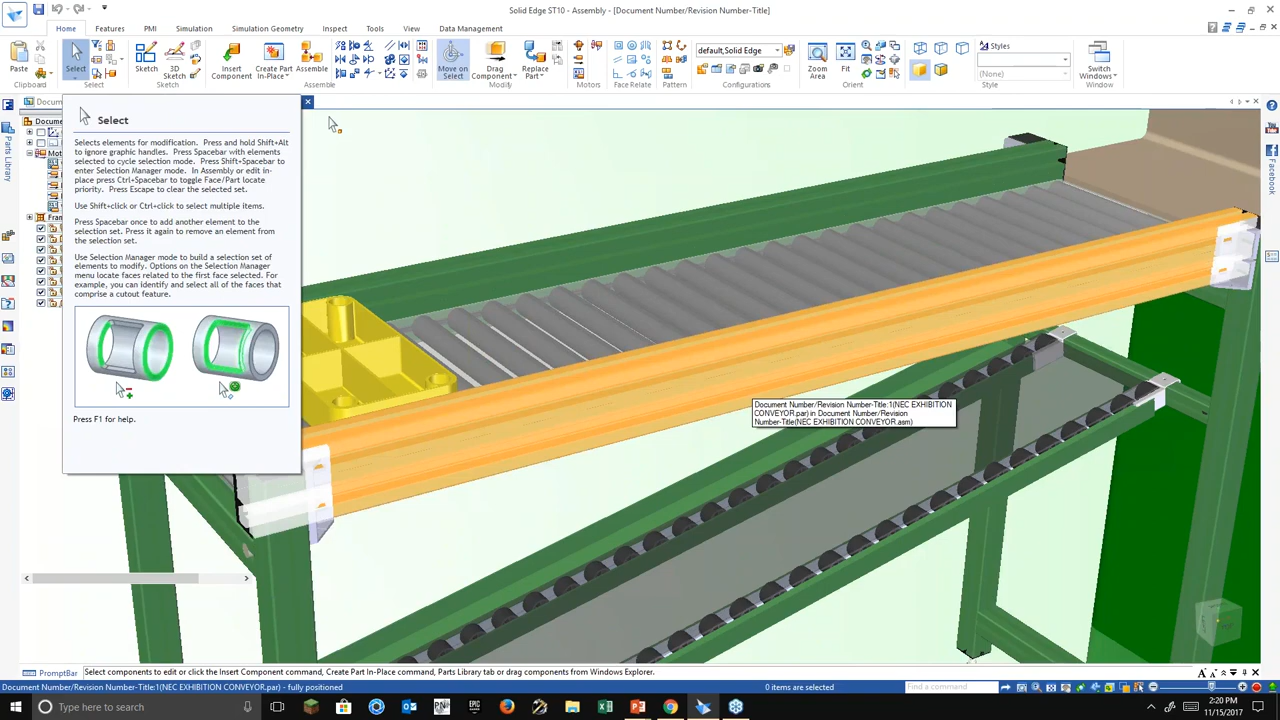 Solid Edge ST10 - Assembly - [Document Number/Revision Number-Title]
Home
Features
PMI
Simulation
Simulation Geometry
Inspect
Tools
View
Data Management
Paste
Clipboard
Select
Select
Sketch
3D Sketch
Sketch
Insert Component
Create Part In-Place
Assemble
Assemble
Move on Select
Drag Component
Replace Part
Modify
Motors
Face Relate
Pattern
default,Solid Edge
Configurations
Zoom Area
Fit
Orient
Styles
(None)
Style
Switch Windows
Window
Docum
Parts Library
Docume
Mot
Fram
Select
Selects elements for modification. Press and hold Shift+Alt
to ignore graphic handles. Press Spacebar with elements
selected to cycle selection mode. Press Shift+Spacebar to
enter Selection Manager mode. In Assembly or edit in-
place press Ctrl+Spacebar to toggle Face/Part locate
priority. Press Escape to clear the selected set.
Use Shift+click or Ctrl+click to select multiple items.
Press Spacebar once to add another element to the
selection set. Press it again to remove an element from
the selection set.
Use Selection Manager mode to build a selection set of
elements to modify. Options on the Selection Manager
menu locate faces related to the first face selected. For
example, you can identify and select all of the faces that
comprise a cutout feature.
Press F1 for help.
Document Number/Revision Number-Title:1(NEC EXHIBITION
CONVEYOR.par) in Document Number/Revision
Number-Title(NEC EXHIBITION CONVEYOR.asm)
You Tube
Facebook
PromptBar
Select components to edit or click the Insert Component command, Create Part In-Place command, Parts Library tab or drag components from Windows Explorer.
Document Number/Revision Number-Title:1(NEC EXHIBITION CONVEYOR.par) - fully positioned
0 items are selected
Find a command
Type here to search
EPIC
2:20 PM
11/15/2017